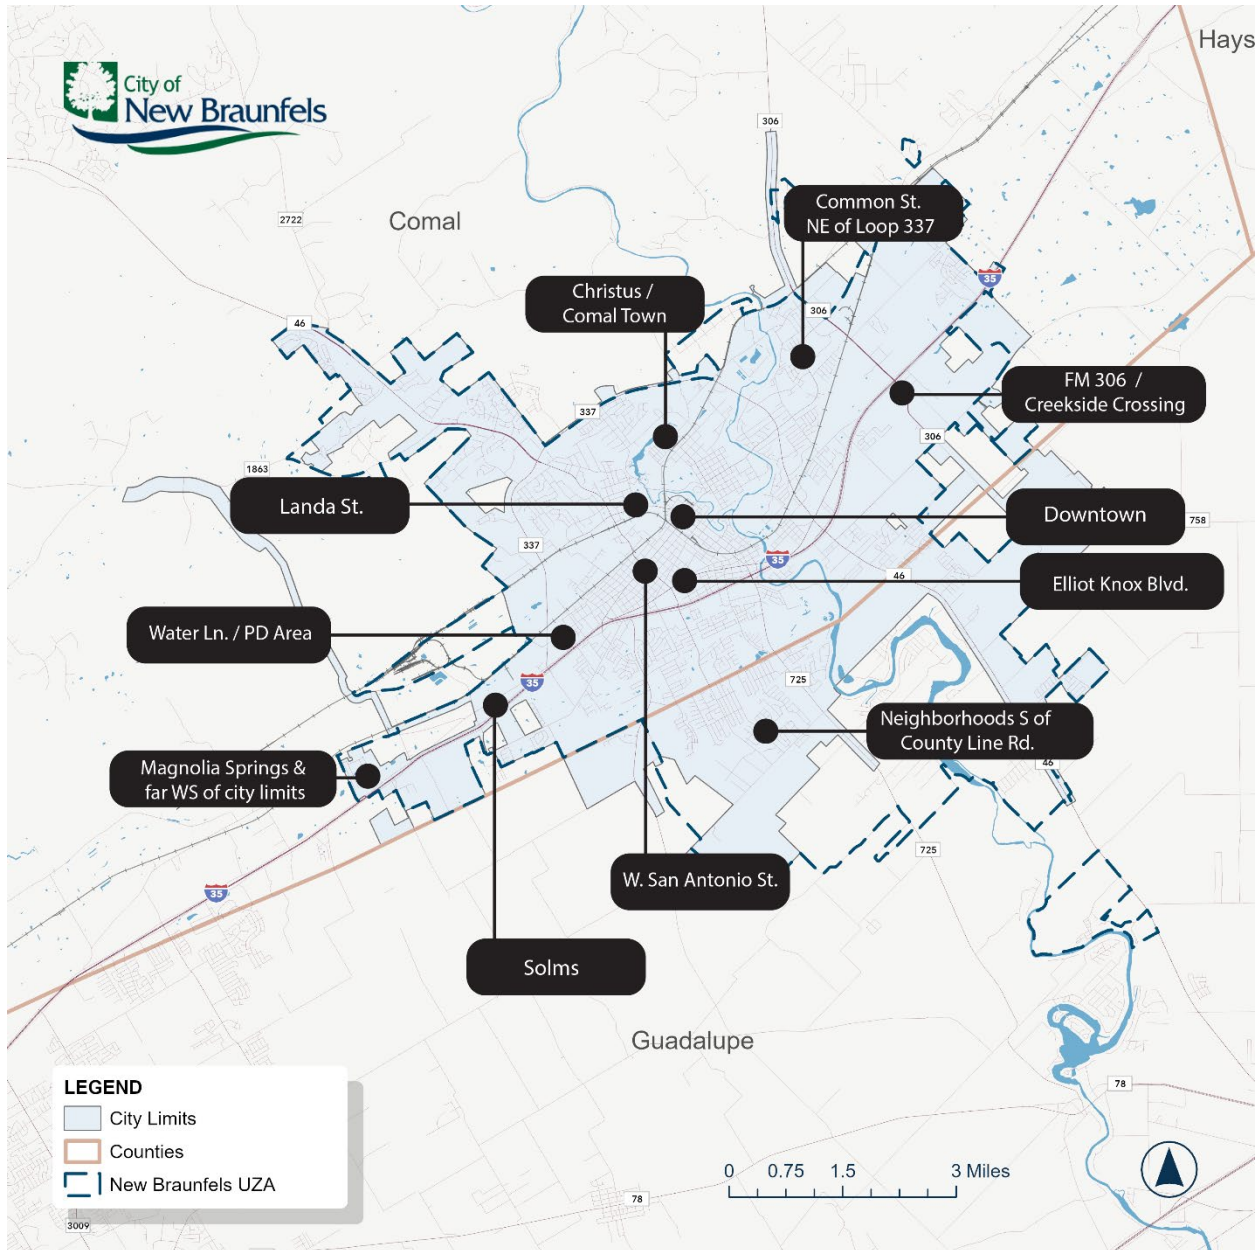 Hays
City of
New Braunfels
306
Common St.
NE of Loop 337
2722
Comal
35
Christus /
Comal Town
306
46
FM 306 /
Creekside Crossing
337
306
1863
Landa St.
Downtown
758
337
35
46
Elliot Knox Blvd.
Water Ln. / PD Area
35
725
Neighborhoods S of
County Line Rd.
46
Magnolia Springs &
far WS of city limits
725
W. San Antonio St.
35
Solms
Guadalupe
LEGEND
City Limits
Counties
New Braunfels UZA
78
0 0.75 1.5 3 Miles
78
3009